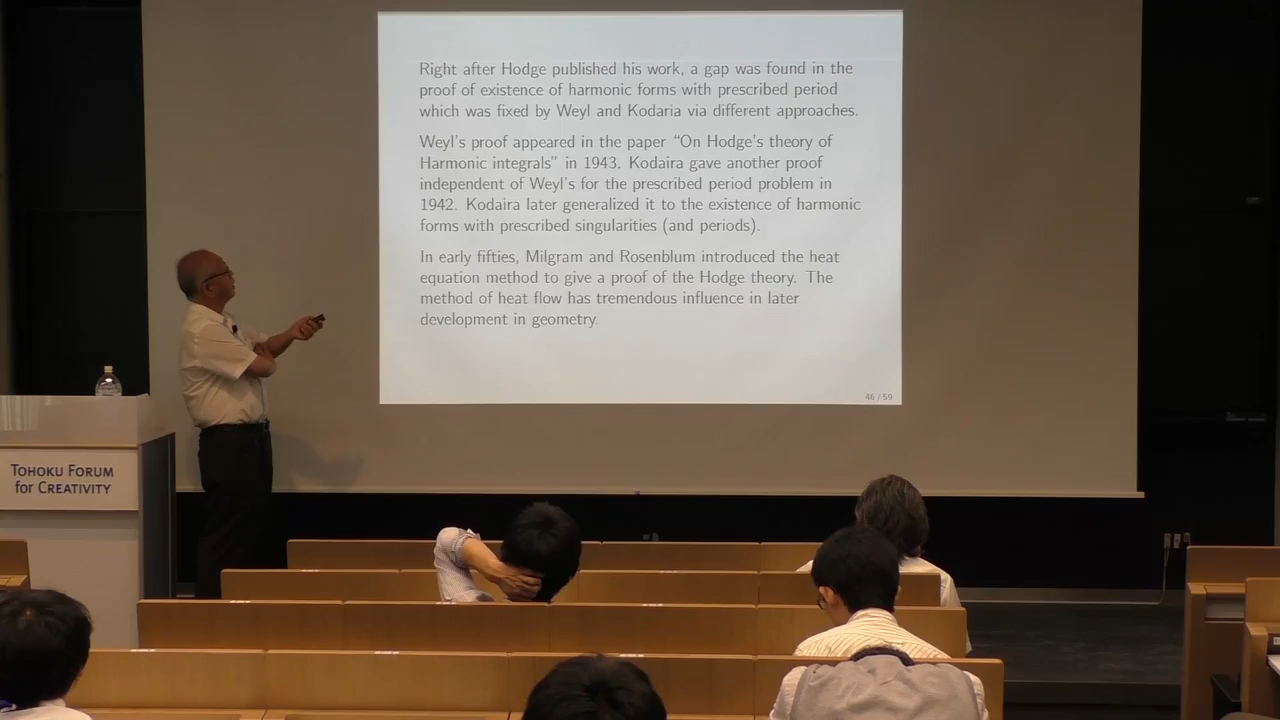 Right after Hodge published his work, a gap was found in the
proof of existence of harmonic forms with prescribed period
which was fixed by Weyl and Kodaria via different approaches.
Weyl's proof appeared in the paper “On Hodge's theory of
Harmonic integrals” in 1943. Kodaira gave another proof
independent of Weyl's for the prescribed period problem in
1942. Kodaira later generalized it to the existence of harmonic
forms with prescribed singularities (and periods).
In early fifties, Milgram and Rosenblum introduced the heat
equation method to give a proof of the Hodge theory. The
method of heat flow has tremendous influence in later
development in geometry.
46 / 59
TOHOKU FORUM
for CREATIVITY